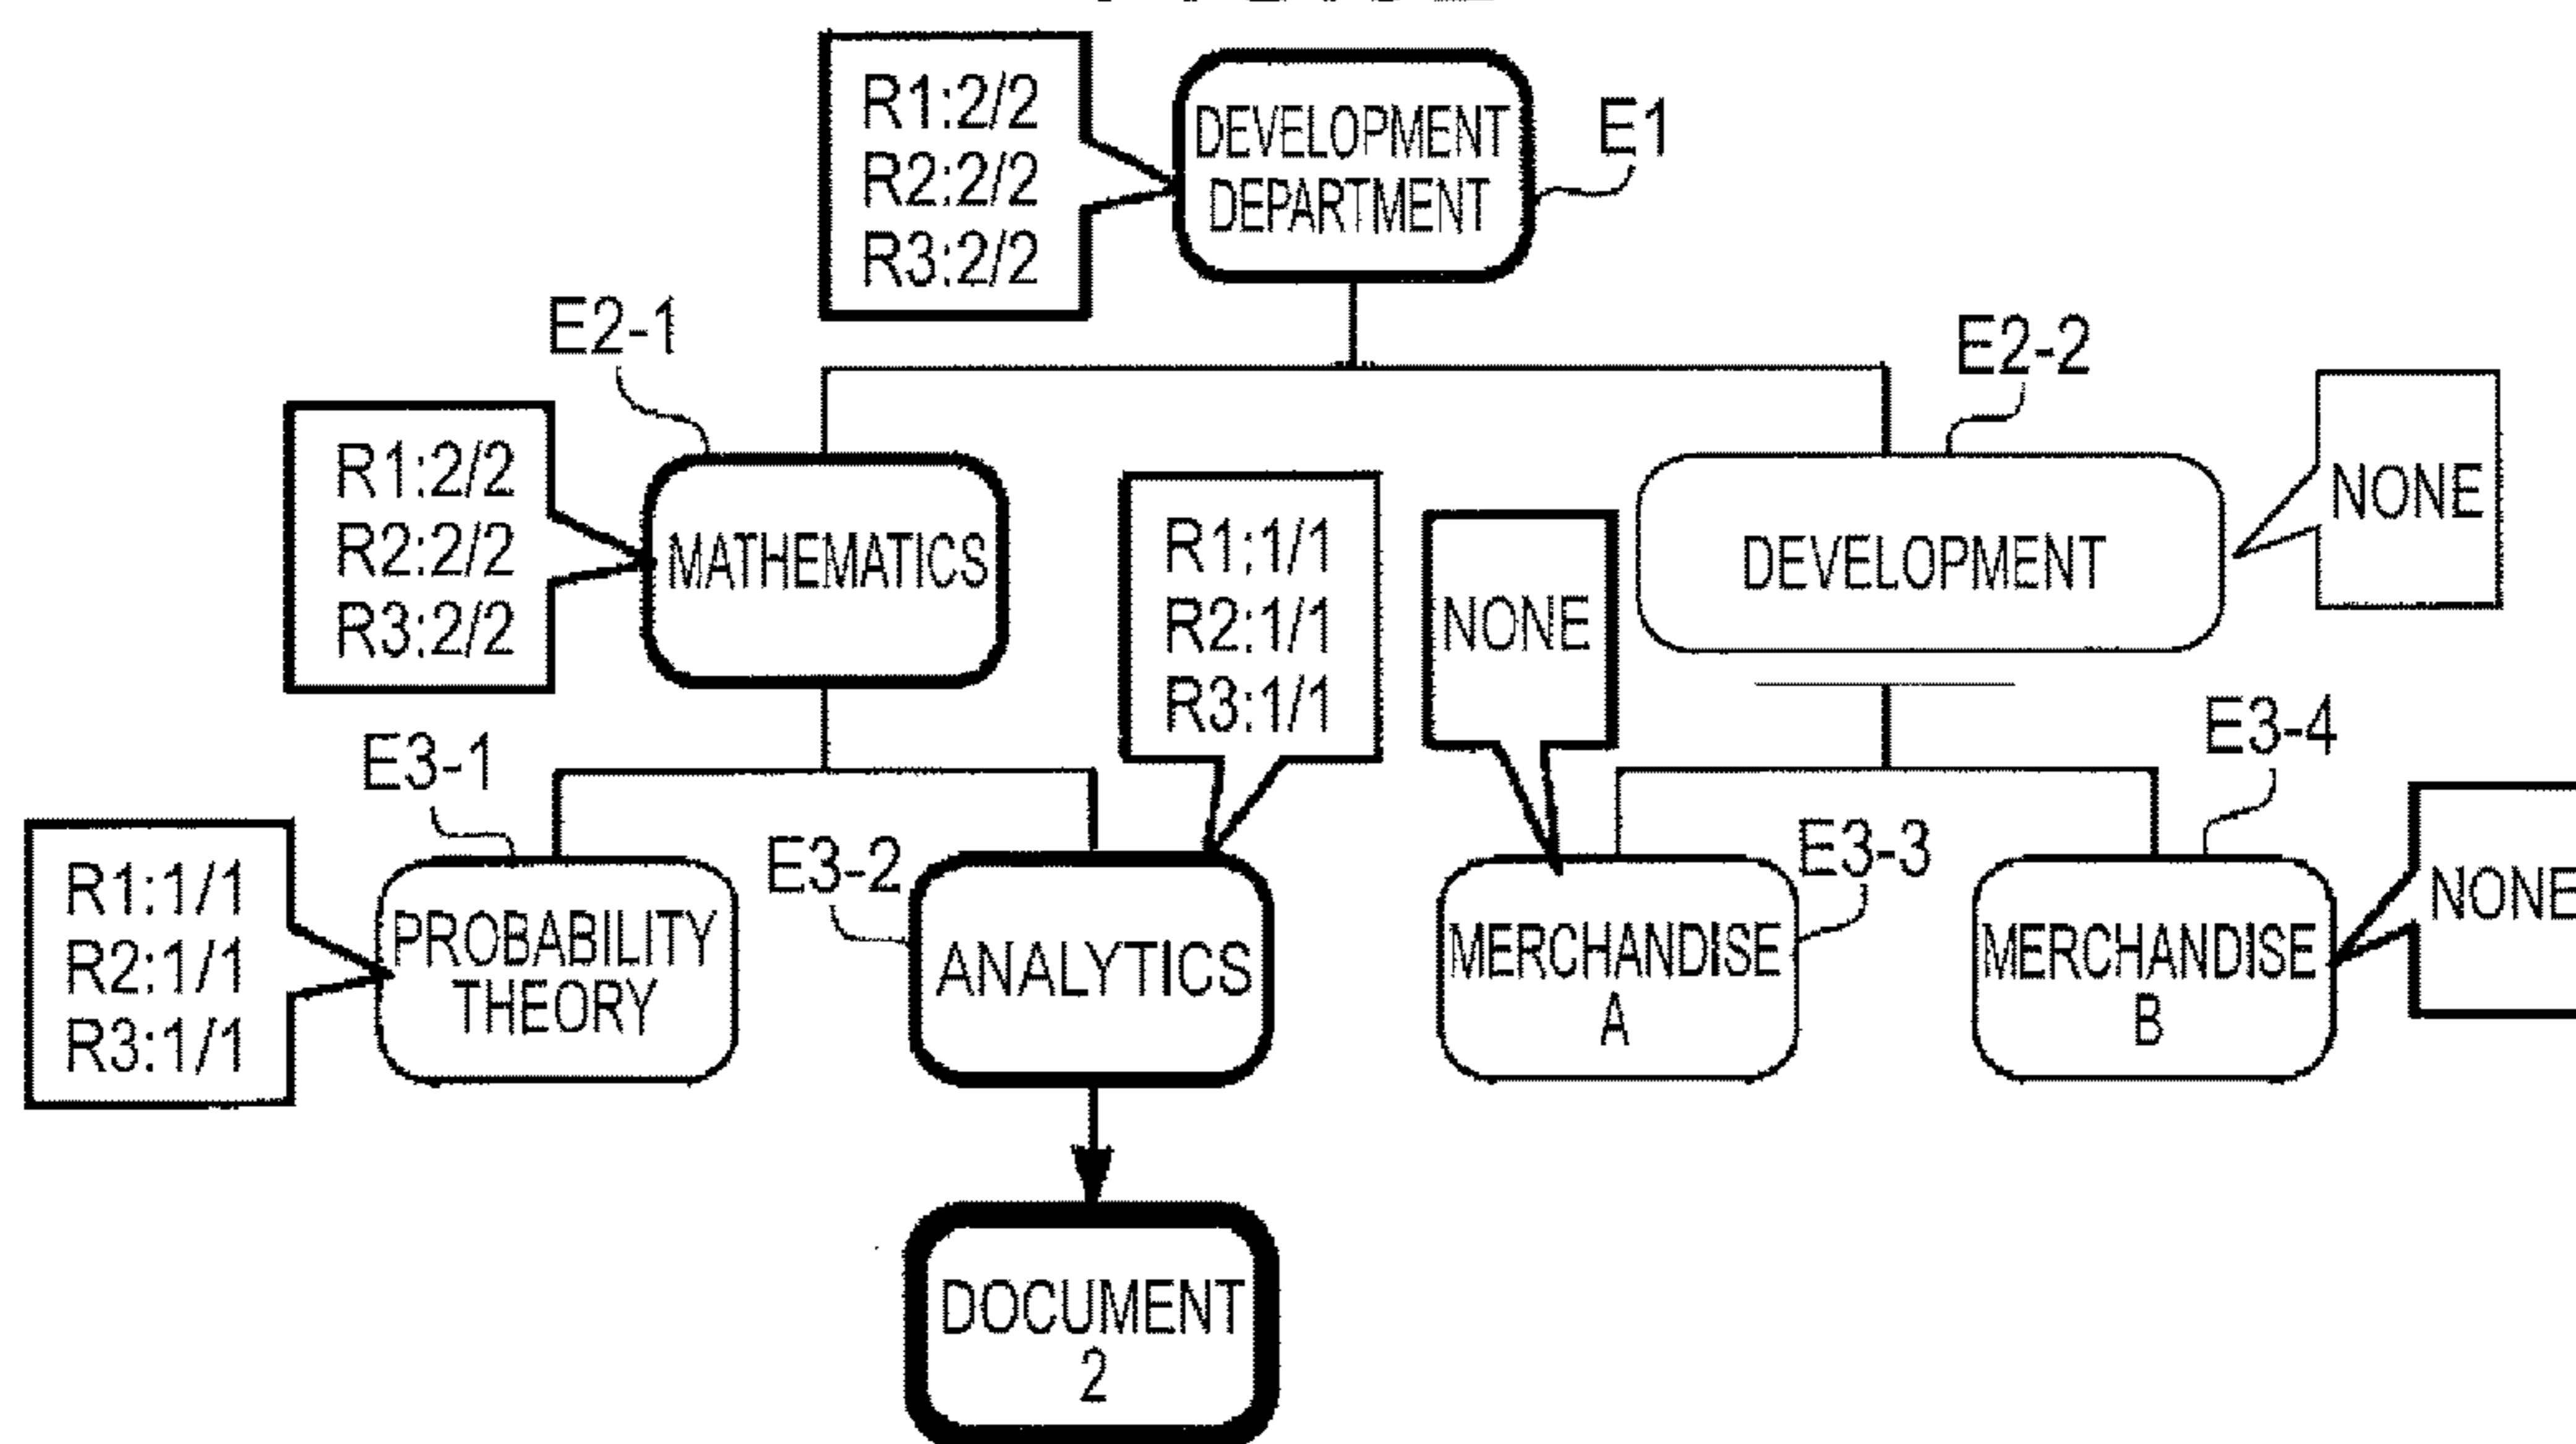 R1:2/2
R2:2/2
R3:2/2
DEVELOPMENT
DEPARTMENT
E1
E2-1
E2-2
R1:2/2
R2:2/2
R3:2/2
MATHEMATICS
R1:1/1
R2:1/1
R3:1/1
NONE
DEVELOPMENT
NONE
E3-1
R1:1/1
R2:1/1
R3:1/1
PROBABILITY
THEORY
E3-2
ANALYTICS
MERCHANDISE
A
E3-3
E3-4
MERCHANDISE
B
NONE
DOCUMENT
2